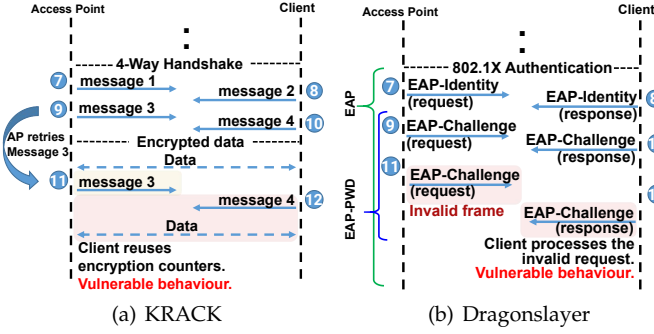 Access Point Client
4-Way Handshake
7 message 1
message 2 8
9 message 3
message 4 10
AP retries
Message 3
Encrypted data
Data
11 message 3
message 4 12
Data
Client reuses
encryption counters.
Vulnerable behaviour.
(a) KRACK
Access Point Client
802.1X Authentication
EAP
EAP-PWD
7 EAP-Identity
(request)
EAP-Identity 8
(response)
9 EAP-Challenge
(request)
EAP-Challenge
(response)
11
EAP-Challenge
(request)
Invalid frame
EAP-Challenge
(response)
Client processes the
invalid request.
Vulnerable behaviour.
(b) Dragonslayer